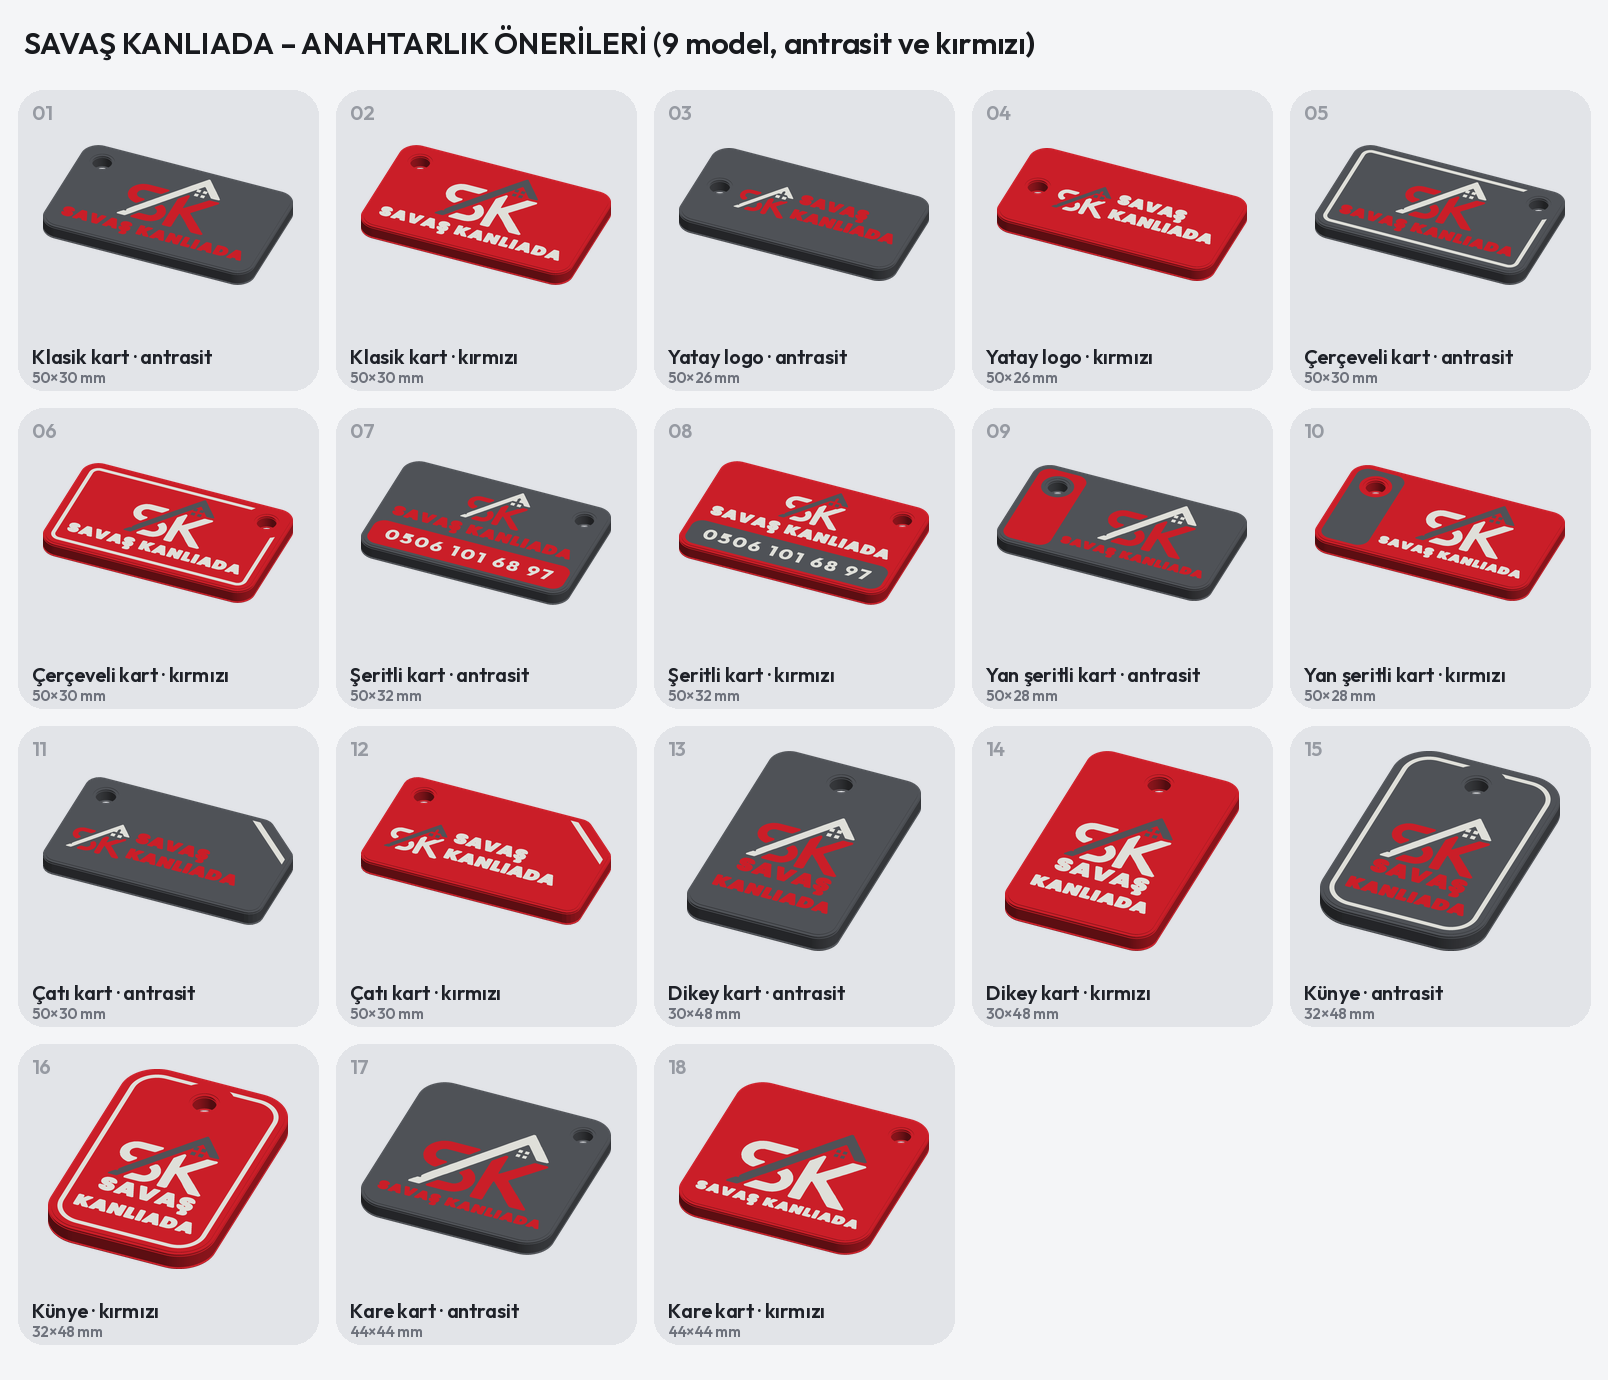 SAVAŞ KANLIADA – ANAHTARLIK ÖNERİLERİ (9 model, antrasit ve kırmızı)
01
SK
SAVAŞ KANLIADA
Klasik kart · antrasit
50×30 mm
02
SK
SAVAŞ KANLIADA
Klasik kart · kırmızı
50×30 mm
03
SK
SAVAŞ
KANLIADA
Yatay logo · antrasit
50×26 mm
04
SK
SAVAŞ
KANLIADA
Yatay logo · kırmızı
50×26 mm
05
SK
SAVAŞ KANLIADA
Çerçeveli kart · antrasit
50×30 mm
06
SK
SAVAŞ KANLIADA
Çerçeveli kart · kırmızı
50×30 mm
07
SK
SAVAŞ KANLIADA
0506 101 68 97
Şeritli kart · antrasit
50×32 mm
08
SK
SAVAŞ KANLIADA
0506 101 68 97
Şeritli kart · kırmızı
50×32 mm
09
SK
SAVAŞ KANLIADA
Yan şeritli kart · antrasit
50×28 mm
10
SK
SAVAŞ KANLIADA
Yan şeritli kart · kırmızı
50×28 mm
11
SK
SAVAŞ
KANLIADA
Çatı kart · antrasit
50×30 mm
12
SK
SAVAŞ
KANLIADA
Çatı kart · kırmızı
50×30 mm
13
SK
SAVAŞ
KANLIADA
Dikey kart · antrasit
30×48 mm
14
SK
SAVAŞ
KANLIADA
Dikey kart · kırmızı
30×48 mm
15
SK
SAVAŞ
KANLIADA
Künye · antrasit
32×48 mm
16
SK
SAVAŞ
KANLIADA
Künye · kırmızı
32×48 mm
17
SK
SAVAŞ KANLIADA
Kare kart · antrasit
44×44 mm
18
SK
SAVAŞ KANLIADA
Kare kart · kırmızı
44×44 mm